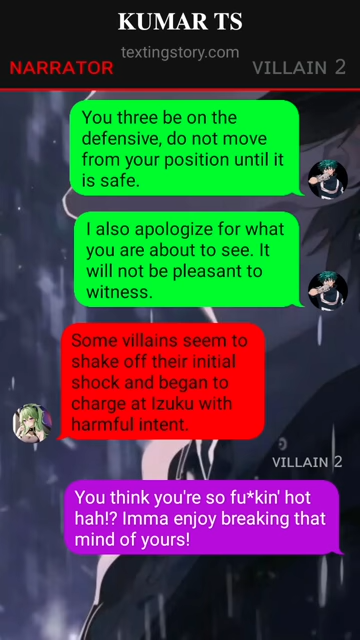 KUMAR TS
textingstory.com
NARRATOR
VILLAIN 2
You three be on the
defensive, do not move
from your position until it
is safe.
I also apologize for what
you are about to see. It
will not be pleasant to
witness.
Some villains seem to
shake off their initial
shock and began to
charge at Izuku with
harmful intent.
VILLAIN 2
You think you're so fu*kin' hot
hah!? Imma enjoy breaking that
mind of yours!